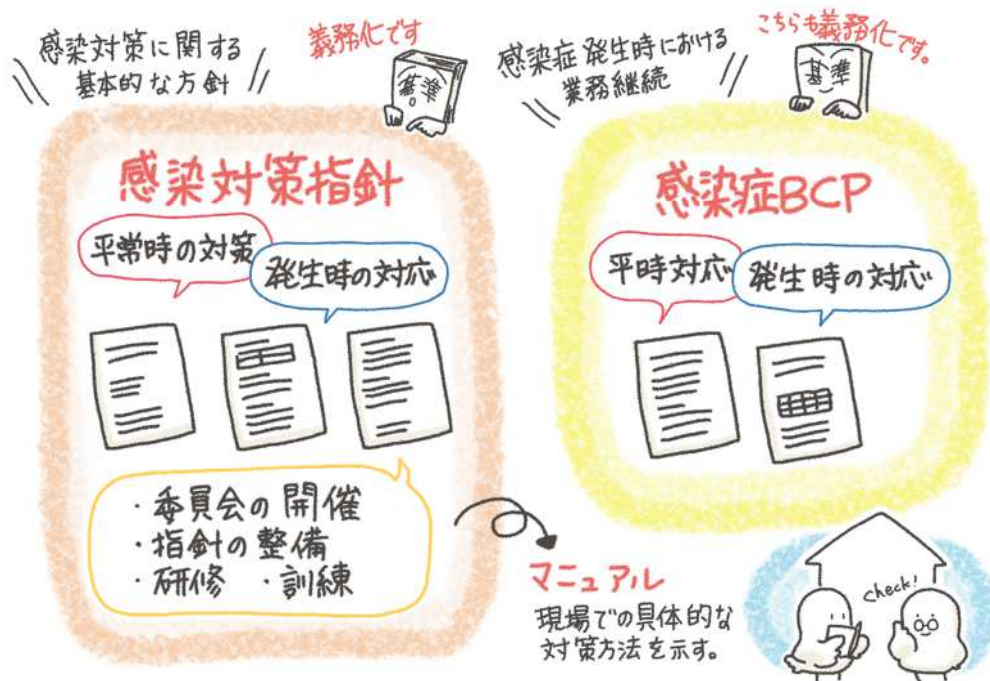 感染対策に関する
基本的な方針
義務化です
基準
感染対策指針
平常時の対策
発生時の対応
・委員会の開催
・指針の整備
・研修 ・訓練
感染症発生時における
業務継続
こちらも義務化です。
基準
感染症BCP
平時対応
発生時の対応
マニュアル
現場での具体的な
対策方法を示す。
check!